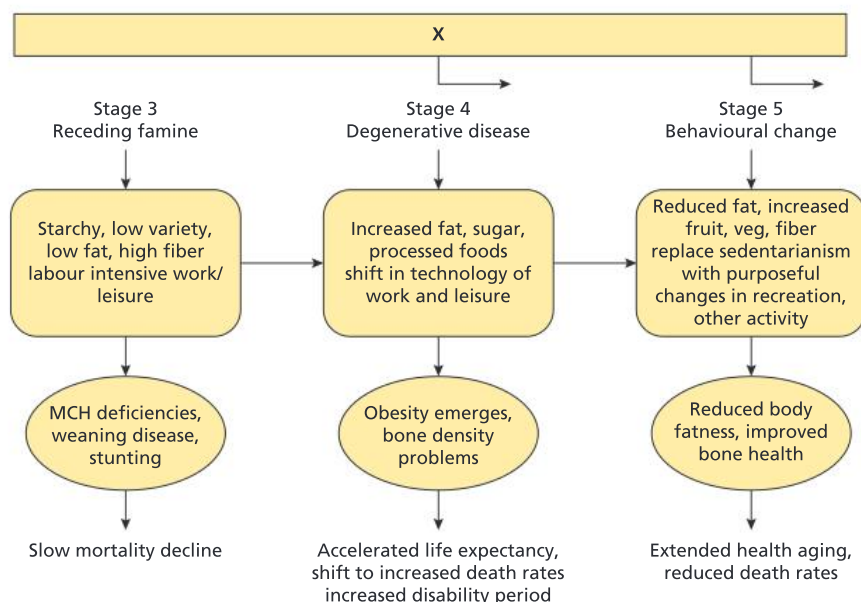 X
Stage 3
Receding famine
Stage 4
Degenerative disease
Stage 5
Behavioural change
Starchy, low variety,
low fat, high fiber
labour intensive work/
leisure
Increased fat, sugar,
processed foods
shift in technology of
work and leisure
Reduced fat, increased
fruit, veg, fiber
replace sedentarianism
with purposeful
changes in recreation,
other activity
MCH deficiencies,
weaning disease,
stunting
Obesity emerges,
bone density
problems
Reduced body
fatness, improved
bone health
Slow mortality decline
Accelerated life expectancy,
shift to increased death rates
increased disability period
Extended health aging,
reduced death rates